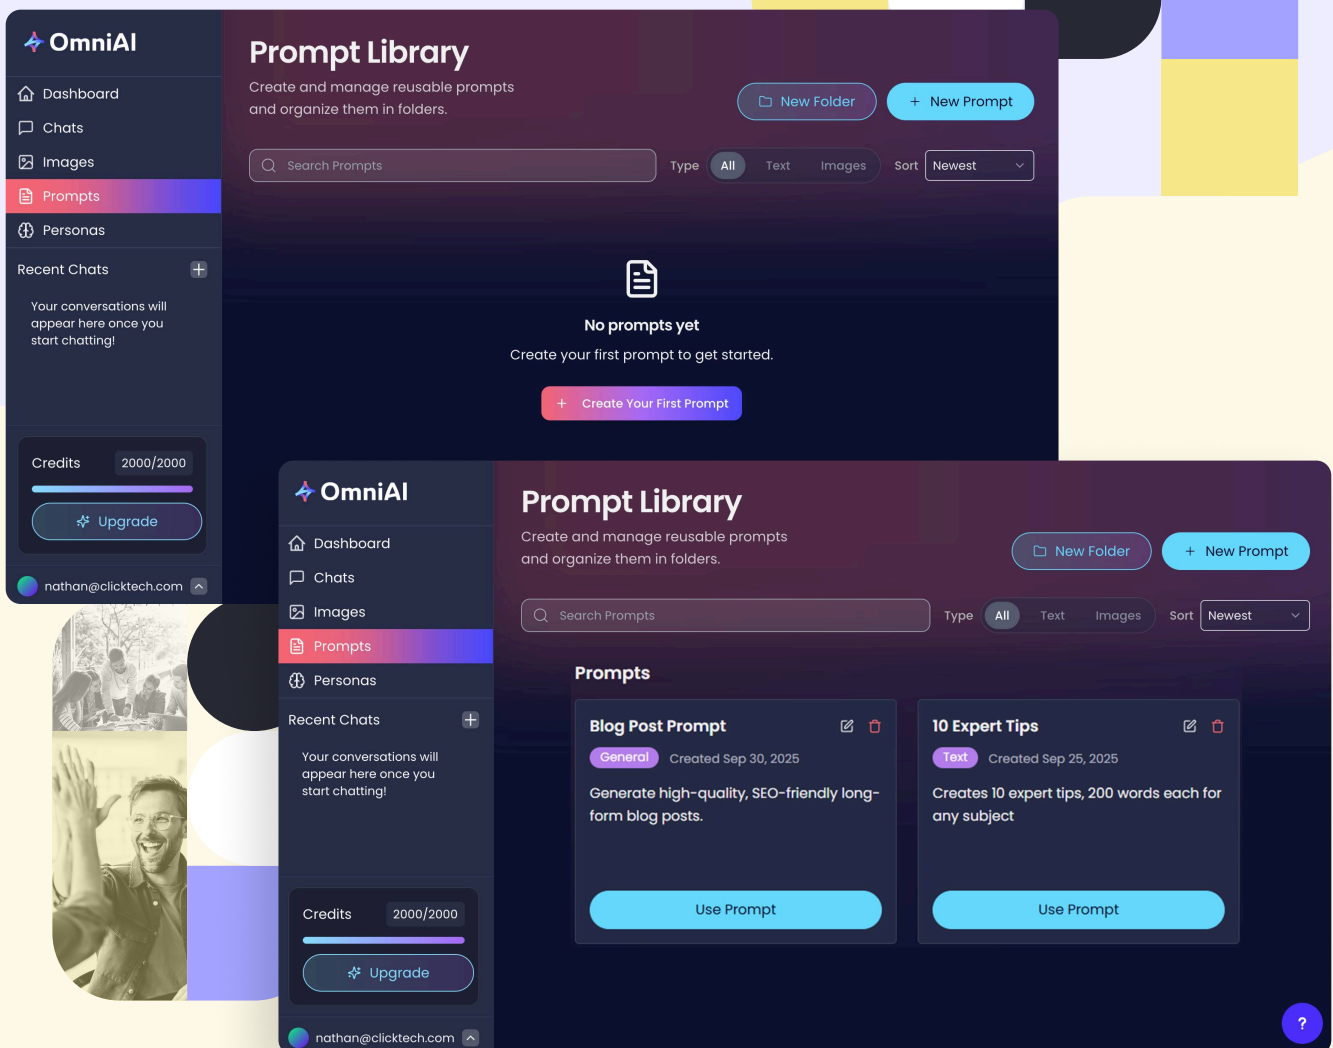 OmniAI
Dashboard
Chats
Images
Prompts
Personas
Recent Chats
Your conversations will
appear here once you
start chatting!
Credits 2000/2000
Upgrade
nathan@clicktech.com
Prompt Library
Create and manage reusable prompts
and organize them in folders.
New Folder
+ New Prompt
Search Prompts
Type All Text Images
Sort Newest
No prompts yet
Create your first prompt to get started.
+ Create Your First Prompt
OmniAI
Dashboard
Chats
Images
Prompts
Personas
Recent Chats
Your conversations will
appear here once you
start chatting!
Credits 2000/2000
Upgrade
nathan@clicktech.com
Prompt Library
Create and manage reusable prompts
and organize them in folders.
New Folder
+ New Prompt
Search Prompts
Type All Text Images
Sort Newest
Prompts
Blog Post Prompt
General Created Sep 30, 2025
Generate high-quality, SEO-friendly long-
form blog posts.
Use Prompt
10 Expert Tips
Text Created Sep 25, 2025
Creates 10 expert tips, 200 words each for
any subject
Use Prompt
?